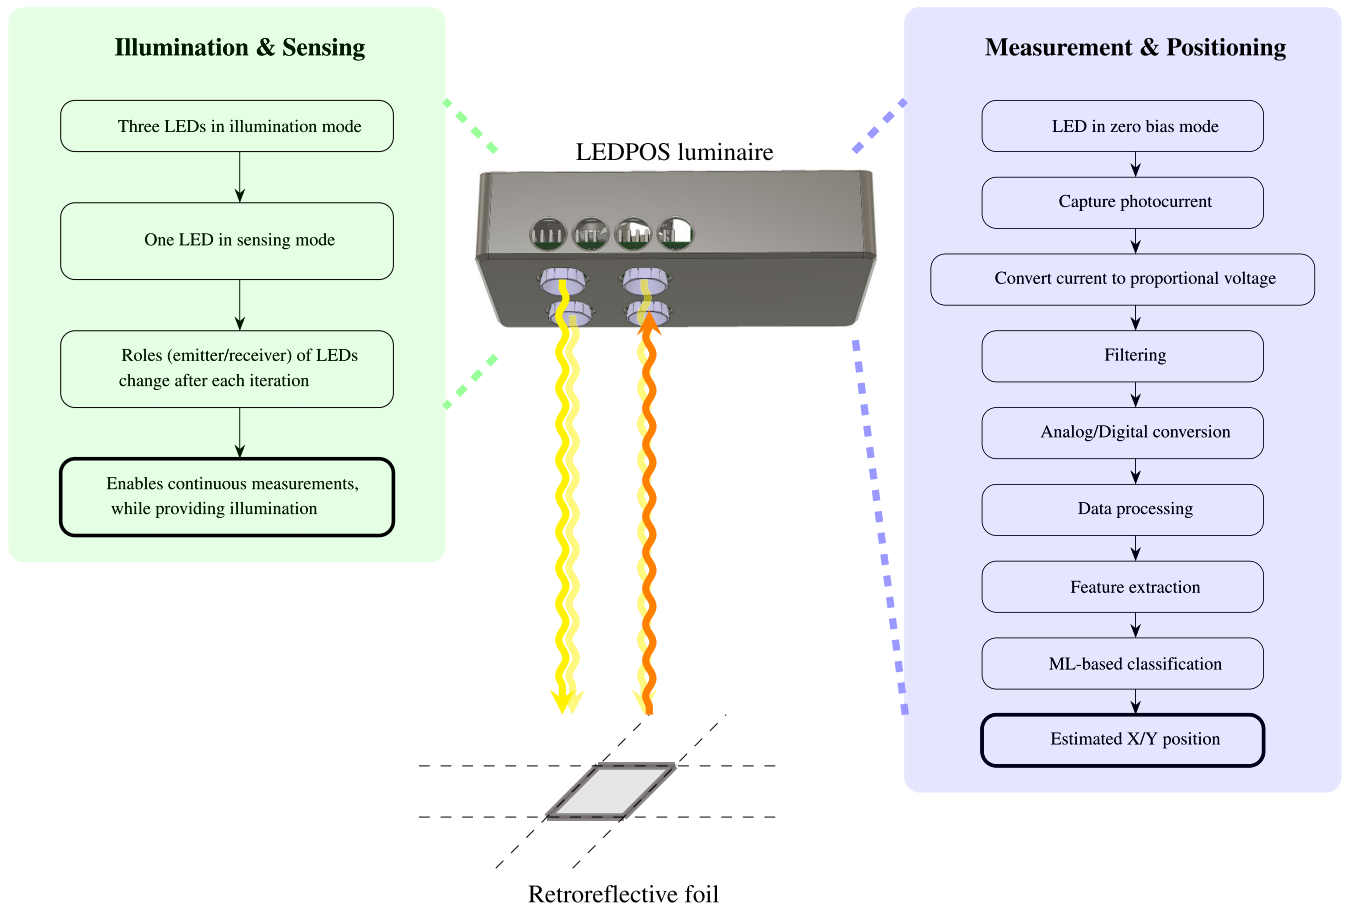 Illumination & Sensing
Three LEDs in illumination mode
One LED in sensing mode
Roles (emitter/receiver) of LEDs
change after each iteration
Enables continuous measurements,
while providing illumination
LEDPOS luminaire
Retroreflective foil
Measurement & Positioning
LED in zero bias mode
Capture photocurrent
Convert current to proportional voltage
Filtering
Analog/Digital conversion
Data processing
Feature extraction
ML-based classification
Estimated X/Y position